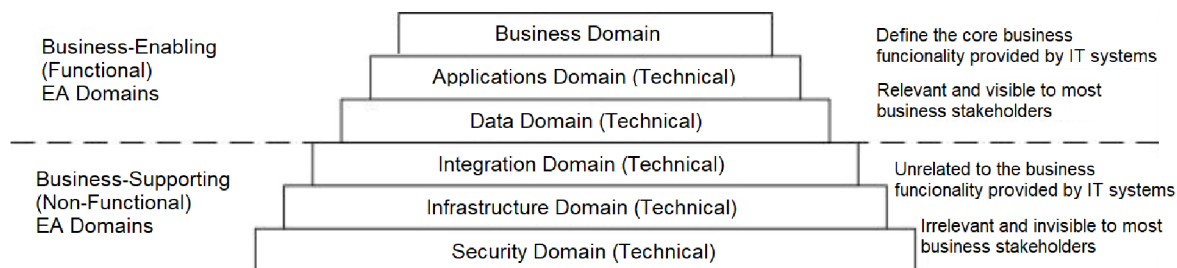 Business-Enabling
(Functional)
EA Domains
Business Domain
Applications Domain (Technical)
Data Domain (Technical)
Define the core business
funcionality provided by IT systems
Relevant and visible to most
business stakeholders
Business-Supporting
(Non-Functional)
EA Domains
Integration Domain (Technical)
Infrastructure Domain (Technical)
Security Domain (Technical)
Unrelated to the business
funcionality provided by IT systems
Irrelevant and invisible to most
business stakeholders